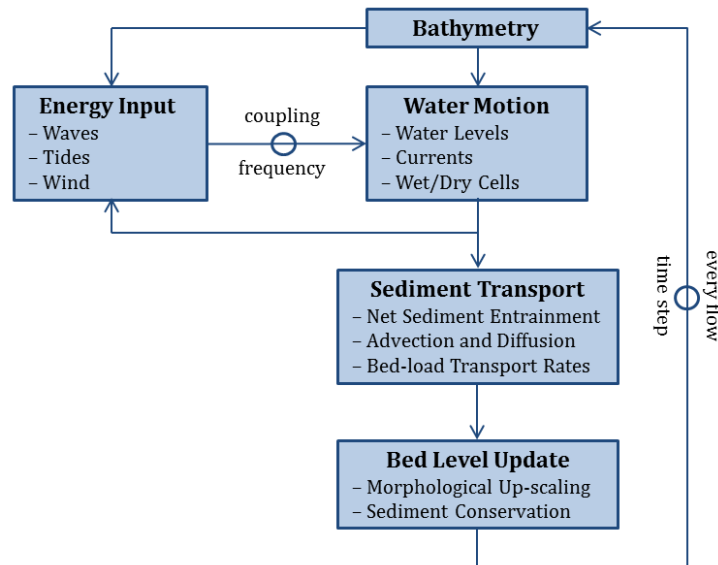 Bathymetry
Energy Input
– Waves
– Tides
– Wind
coupling
frequency
Water Motion
– Water Levels
– Currents
– Wet/Dry Cells
Sediment Transport
– Net Sediment Entrainment
– Advection and Diffusion
– Bed-load Transport Rates
every flow
time step
Bed Level Update
– Morphological Up-scaling
– Sediment Conservation